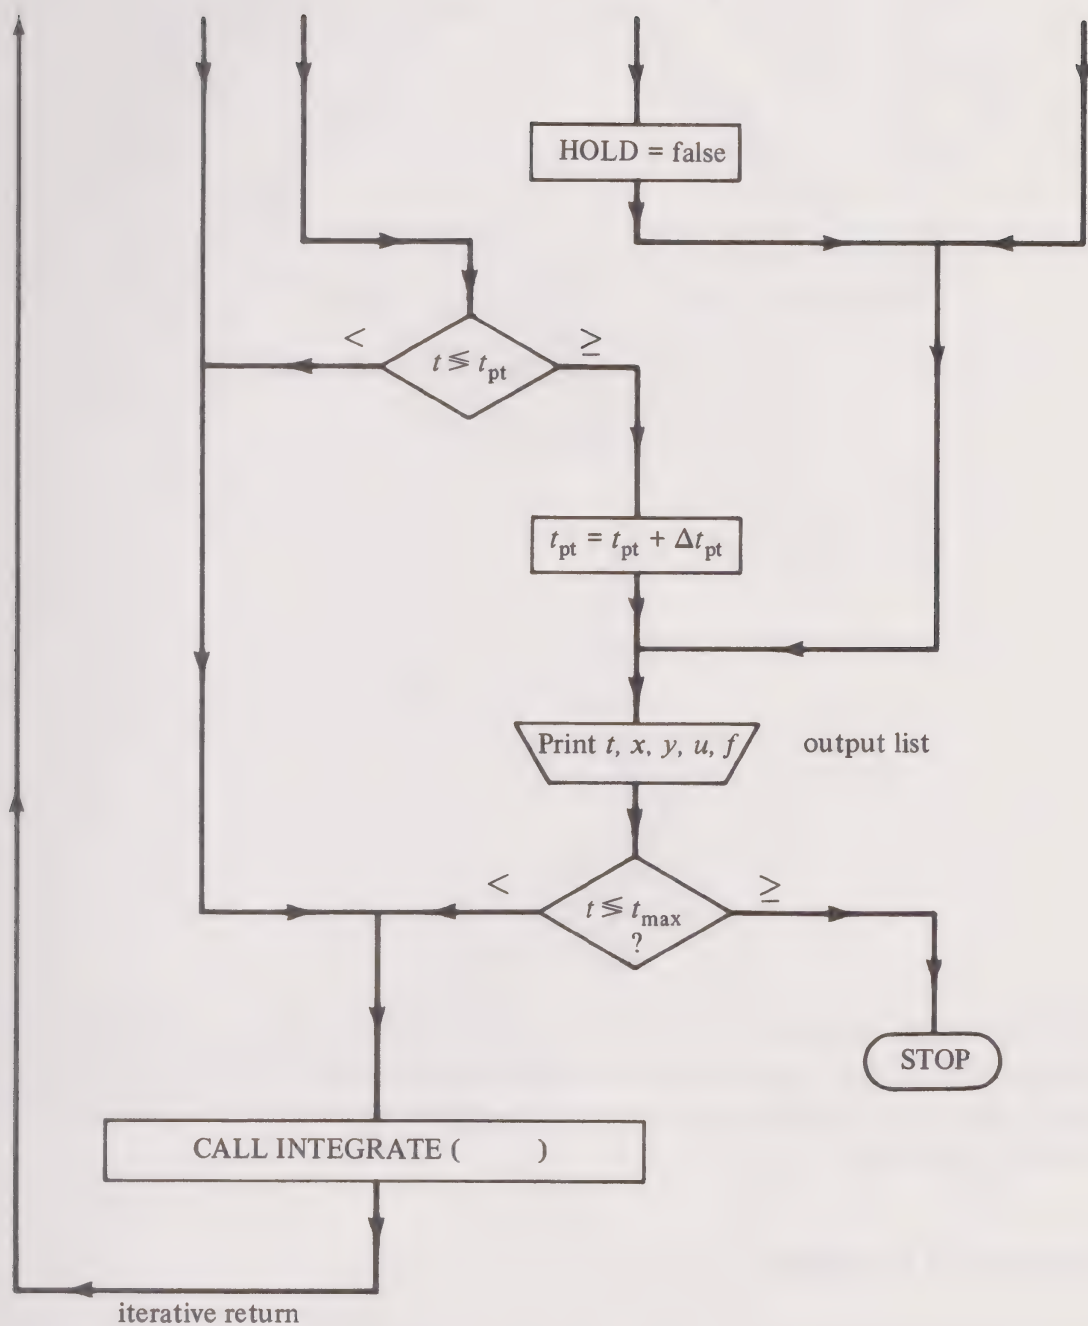 HOLD = false
<
t ⪋ t_pt
≥
t_pt = t_pt + Δt_pt
Print t, x, y, u, f
output list
<
t ⪋ t_max
?
≥
STOP
CALL INTEGRATE (          )
iterative return